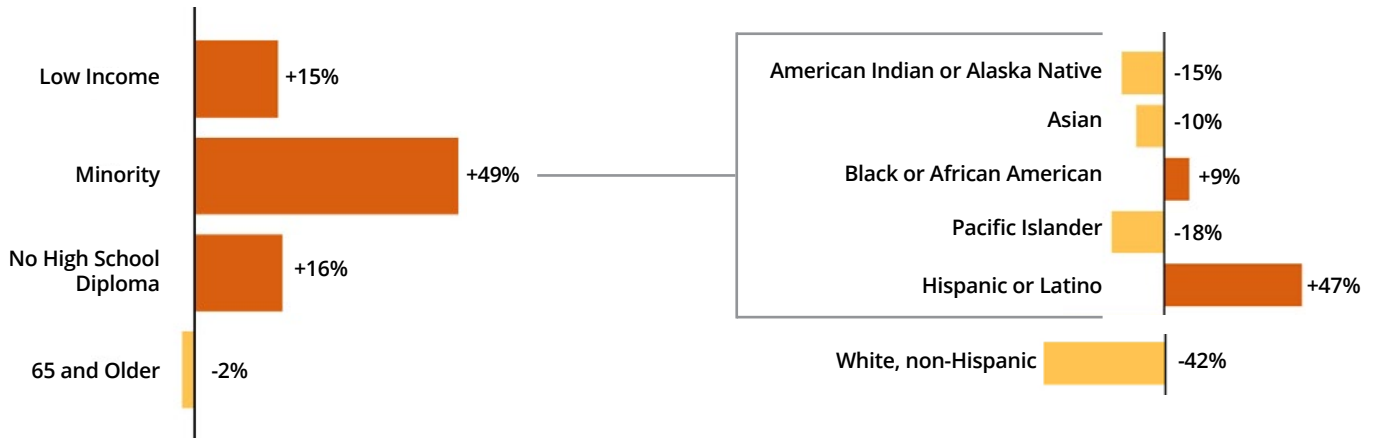 Low Income
+15%
Minority
+49%
No High School
Diploma
+16%
65 and Older
-2%
American Indian or Alaska Native
-15%
Asian
-10%
Black or African American
+9%
Pacific Islander
-18%
Hispanic or Latino
+47%
White, non-Hispanic
-42%